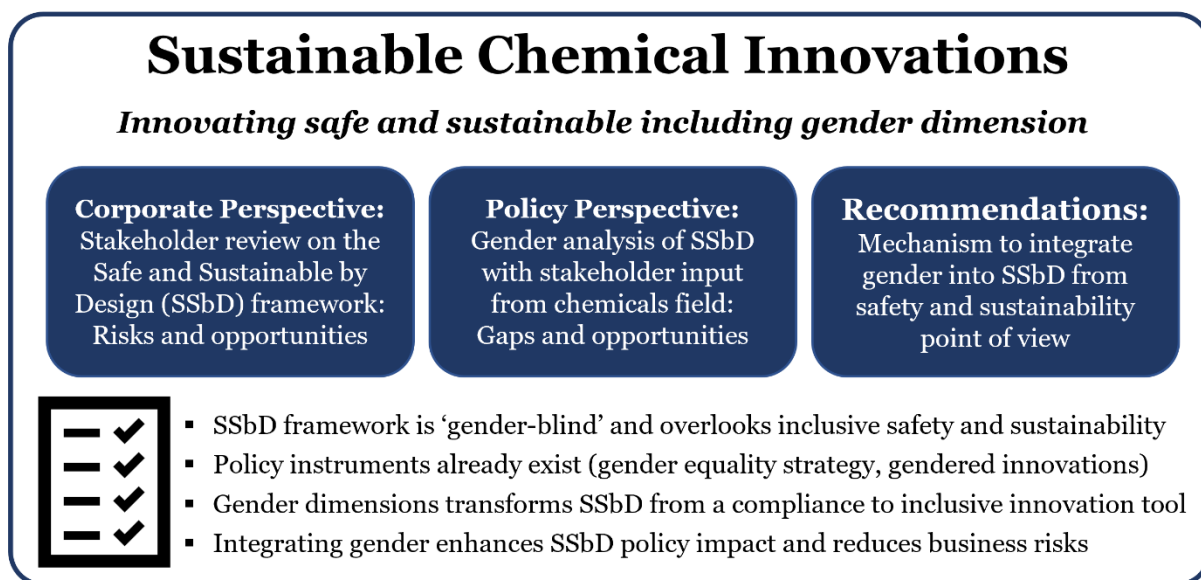 Sustainable Chemical Innovations
Innovating safe and sustainable including gender dimension
Corporate Perspective:
Stakeholder review on the
Safe and Sustainable by
Design (SSbD) framework:
Risks and opportunities
Policy Perspective:
Gender analysis of SSbD
with stakeholder input
from chemicals field:
Gaps and opportunities
Recommendations:
Mechanism to integrate
gender into SSbD from
safety and sustainability
point of view
▪ SSbD framework is ‘gender-blind’ and overlooks inclusive safety and sustainability
▪ Policy instruments already exist (gender equality strategy, gendered innovations)
▪ Gender dimensions transforms SSbD from a compliance to inclusive innovation tool
▪ Integrating gender enhances SSbD policy impact and reduces business risks